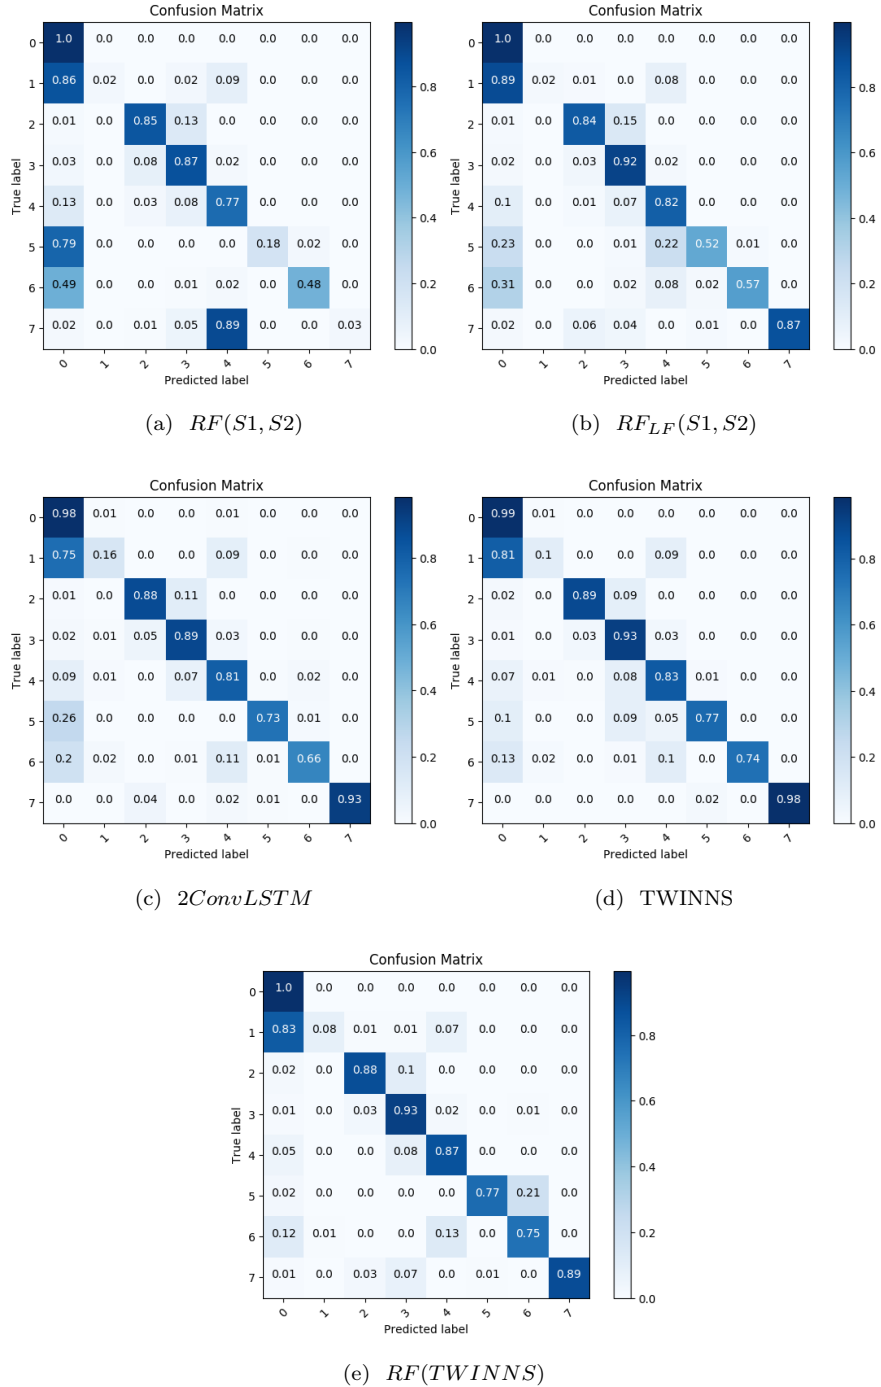 Confusion Matrix
0 1.0 0.0 0.0 0.0 0.0 0.0 0.0 0.0
1 0.86 0.02 0.0 0.02 0.09 0.0 0.0 0.0
2 0.01 0.0 0.85 0.13 0.0 0.0 0.0 0.0
3 0.03 0.0 0.08 0.87 0.02 0.0 0.0 0.0
4 0.13 0.0 0.03 0.08 0.77 0.0 0.0 0.0
5 0.79 0.0 0.0 0.0 0.0 0.18 0.02 0.0
6 0.49 0.0 0.0 0.01 0.02 0.0 0.48 0.0
7 0.02 0.0 0.01 0.05 0.89 0.0 0.0 0.03
0 1 2 3 4 5 6 7
True label
Predicted label
0.8
0.6
0.4
0.2
0.0
(a) RF(S1, S2)
Confusion Matrix
0 1.0 0.0 0.0 0.0 0.0 0.0 0.0 0.0
1 0.89 0.02 0.01 0.0 0.08 0.0 0.0 0.0
2 0.01 0.0 0.84 0.15 0.0 0.0 0.0 0.0
3 0.02 0.0 0.03 0.92 0.02 0.0 0.0 0.0
4 0.1 0.0 0.01 0.07 0.82 0.0 0.0 0.0
5 0.23 0.0 0.0 0.01 0.22 0.52 0.01 0.0
6 0.31 0.0 0.0 0.02 0.08 0.02 0.57 0.0
7 0.02 0.0 0.06 0.04 0.0 0.01 0.0 0.87
0 1 2 3 4 5 6 7
True label
Predicted label
0.8
0.6
0.4
0.2
0.0
(b) RF_LF(S1, S2)
Confusion Matrix
0 0.98 0.01 0.0 0.0 0.01 0.0 0.0 0.0
1 0.75 0.16 0.0 0.0 0.09 0.0 0.0 0.0
2 0.01 0.0 0.88 0.11 0.0 0.0 0.0 0.0
3 0.02 0.01 0.05 0.89 0.03 0.0 0.0 0.0
4 0.09 0.01 0.0 0.07 0.81 0.0 0.02 0.0
5 0.26 0.0 0.0 0.0 0.0 0.73 0.01 0.0
6 0.2 0.02 0.0 0.01 0.11 0.01 0.66 0.0
7 0.0 0.0 0.04 0.0 0.02 0.01 0.0 0.93
0 1 2 3 4 5 6 7
True label
Predicted label
0.8
0.6
0.4
0.2
0.0
(c) 2ConvLSTM
Confusion Matrix
0 0.99 0.01 0.0 0.0 0.0 0.0 0.0 0.0
1 0.81 0.1 0.0 0.0 0.09 0.0 0.0 0.0
2 0.02 0.0 0.89 0.09 0.0 0.0 0.0 0.0
3 0.01 0.0 0.03 0.93 0.03 0.0 0.0 0.0
4 0.07 0.01 0.0 0.08 0.83 0.01 0.0 0.0
5 0.1 0.0 0.0 0.09 0.05 0.77 0.0 0.0
6 0.13 0.02 0.0 0.01 0.1 0.0 0.74 0.0
7 0.0 0.0 0.0 0.0 0.0 0.02 0.0 0.98
0 1 2 3 4 5 6 7
True label
Predicted label
0.8
0.6
0.4
0.2
0.0
(d) TWINNS
Confusion Matrix
0 1.0 0.0 0.0 0.0 0.0 0.0 0.0 0.0
1 0.83 0.08 0.01 0.01 0.07 0.0 0.0 0.0
2 0.02 0.0 0.88 0.1 0.0 0.0 0.0 0.0
3 0.01 0.0 0.03 0.93 0.02 0.0 0.01 0.0
4 0.05 0.0 0.0 0.08 0.87 0.0 0.0 0.0
5 0.02 0.0 0.0 0.0 0.0 0.77 0.21 0.0
6 0.12 0.01 0.0 0.0 0.13 0.0 0.75 0.0
7 0.01 0.0 0.03 0.07 0.0 0.01 0.0 0.89
0 1 2 3 4 5 6 7
True label
Predicted label
0.8
0.6
0.4
0.2
0.0
(e) RF(TWINNS)